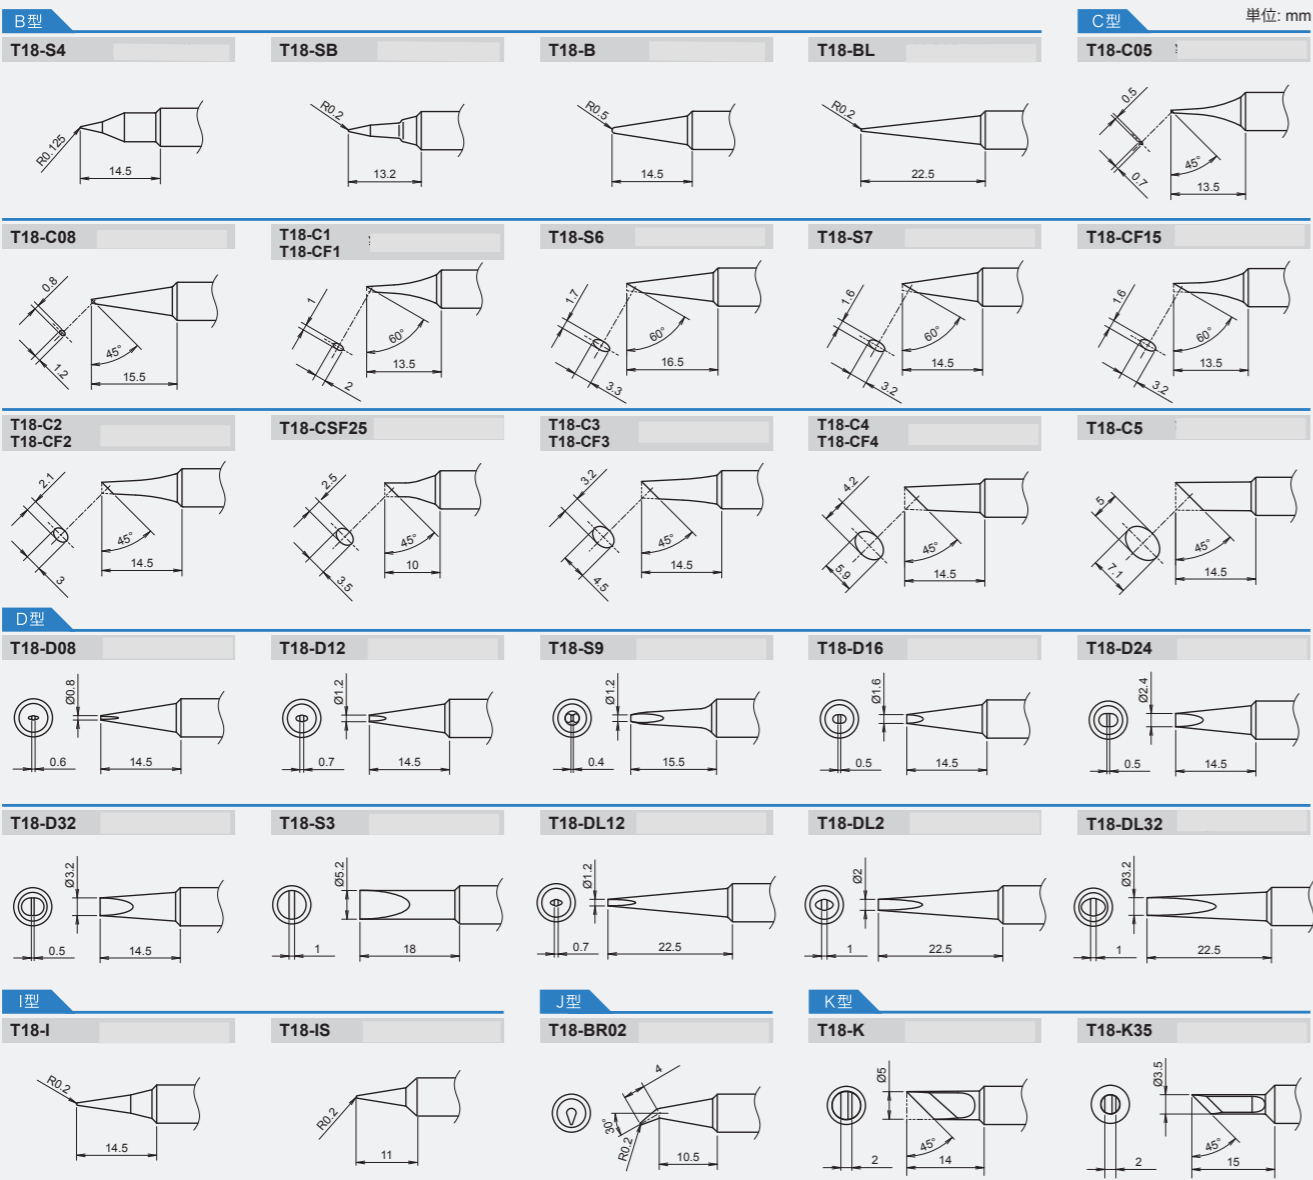 B型
C型
単位: mm
T18-S4
T18-SB
T18-B
T18-BL
T18-C05
R0.125
14.5
R0.2
13.2
R0.5
14.5
R0.2
22.5
0.5
0.7
45°
13.5
T18-C08
T18-C1
T18-CF1
T18-S6
T18-S7
T18-CF15
0.8
1.2
45°
15.5
1
2
60°
13.5
1.7
3.3
60°
16.5
1.6
3.2
60°
14.5
1.6
3.2
60°
13.5
T18-C2
T18-CF2
T18-CSF25
T18-C3
T18-CF3
T18-C4
T18-CF4
T18-C5
2.1
3
45°
14.5
2.5
3.5
45°
10
3.2
4.5
45°
14.5
4.2
5.9
45°
14.5
5
7.1
45°
14.5
D型
T18-D08
T18-D12
T18-S9
T18-D16
T18-D24
Ø0.8
0.6
14.5
Ø1.2
0.7
14.5
Ø1.2
0.4
15.5
Ø1.6
0.5
14.5
Ø2.4
0.5
14.5
T18-D32
T18-S3
T18-DL12
T18-DL2
T18-DL32
Ø3.2
0.5
14.5
Ø5.2
1
18
Ø1.2
0.7
22.5
Ø2
1
22.5
Ø3.2
1
22.5
I型
J型
K型
T18-I
T18-IS
T18-BR02
T18-K
T18-K35
R0.2
14.5
R0.2
11
4
30°
R0.2
10.5
Ø5
2
45°
14
Ø3.5
2
45°
15